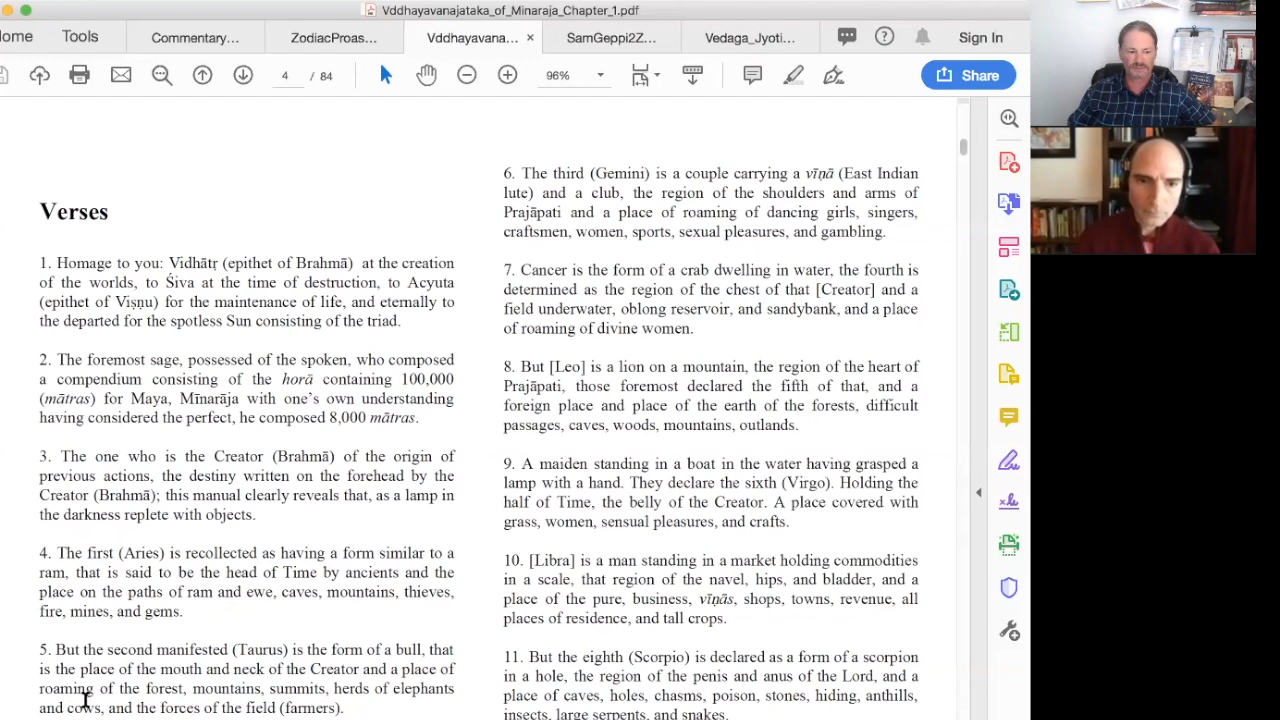 Vddhayavanajataka_of_Minaraja_Chapter_1.pdf
Home Tools Commentary... ZodiacProas... Vddhayavana... × SamGeppi2Z... Vedaga_Jyoti... Sign In
4 / 84 96% Share
Verses
1. Homage to you: Vidhātṛ (epithet of Brahmā) at the creation
of the worlds, to Śiva at the time of destruction, to Acyuta
(epithet of Viṣṇu) for the maintenance of life, and eternally to
the departed for the spotless Sun consisting of the triad.
2. The foremost sage, possessed of the spoken, who composed
a compendium consisting of the horā containing 100,000
(mātras) for Maya, Mīnarāja with one's own understanding
having considered the perfect, he composed 8,000 mātras.
3. The one who is the Creator (Brahmā) of the origin of
previous actions, the destiny written on the forehead by the
Creator (Brahmā); this manual clearly reveals that, as a lamp in
the darkness replete with objects.
4. The first (Aries) is recollected as having a form similar to a
ram, that is said to be the head of Time by ancients and the
place on the paths of ram and ewe, caves, mountains, thieves,
fire, mines, and gems.
5. But the second manifested (Taurus) is the form of a bull, that
is the place of the mouth and neck of the Creator and a place of
roaming of the forest, mountains, summits, herds of elephants
and cows, and the forces of the field (farmers).
6. The third (Gemini) is a couple carrying a vīṇā (East Indian
lute) and a club, the region of the shoulders and arms of
Prajāpati and a place of roaming of dancing girls, singers,
craftsmen, women, sports, sexual pleasures, and gambling.
7. Cancer is the form of a crab dwelling in water, the fourth is
determined as the region of the chest of that [Creator] and a
field underwater, oblong reservoir, and sandybank, and a place
of roaming of divine women.
8. But [Leo] is a lion on a mountain, the region of the heart of
Prajāpati, those foremost declared the fifth of that, and a
foreign place and place of the earth of the forests, difficult
passages, caves, woods, mountains, outlands.
9. A maiden standing in a boat in the water having grasped a
lamp with a hand. They declare the sixth (Virgo). Holding the
half of Time, the belly of the Creator. A place covered with
grass, women, sensual pleasures, and crafts.
10. [Libra] is a man standing in a market holding commodities
in a scale, that region of the navel, hips, and bladder, and a
place of the pure, business, vīṇās, shops, towns, revenue, all
places of residence, and tall crops.
11. But the eighth (Scorpio) is declared as a form of a scorpion
in a hole, the region of the penis and anus of the Lord, and a
place of caves, holes, chasms, poison, stones, hiding, anthills,
insects, large serpents, and snakes.